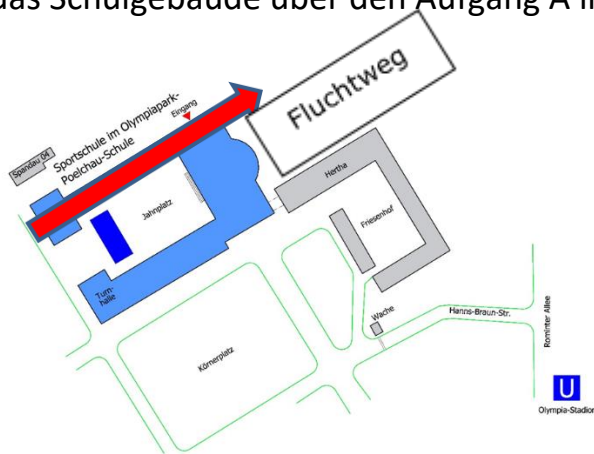 das Schulgebäude über den Aufgang A i
Fluchtweg
Eingang
Sportschule im Olympiapark-
Poelchau-Schule
Spandau 04
Hertha
Jahnplatz
Friesenhof
Turn-
halle
Wache
Hanns-Braun-Str.
Rominter Allee
Körnerplatz
U
Olympia-Stadion